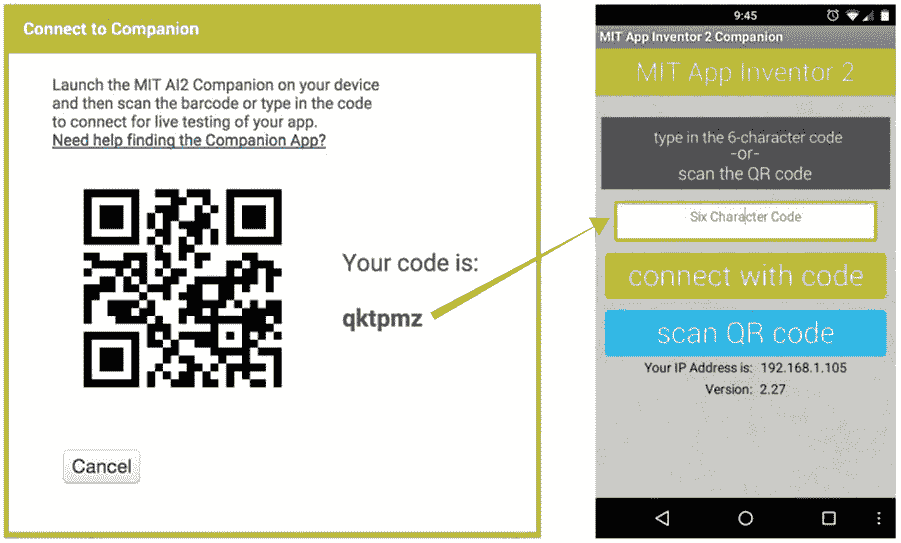 Connect to Companion
Launch the MIT AI2 Companion on your device
and then scan the barcode or type in the code
to connect for live testing of your app.
Need help finding the Companion App?
Your code is:
qktpmz
Cancel
9:45
MIT App Inventor 2 Companion
MIT App Inventor 2
type in the 6-character code
-or-
scan the QR code
Six Character Code
connect with code
scan QR code
Your IP Address is: 192.168.1.105
Version: 2.27